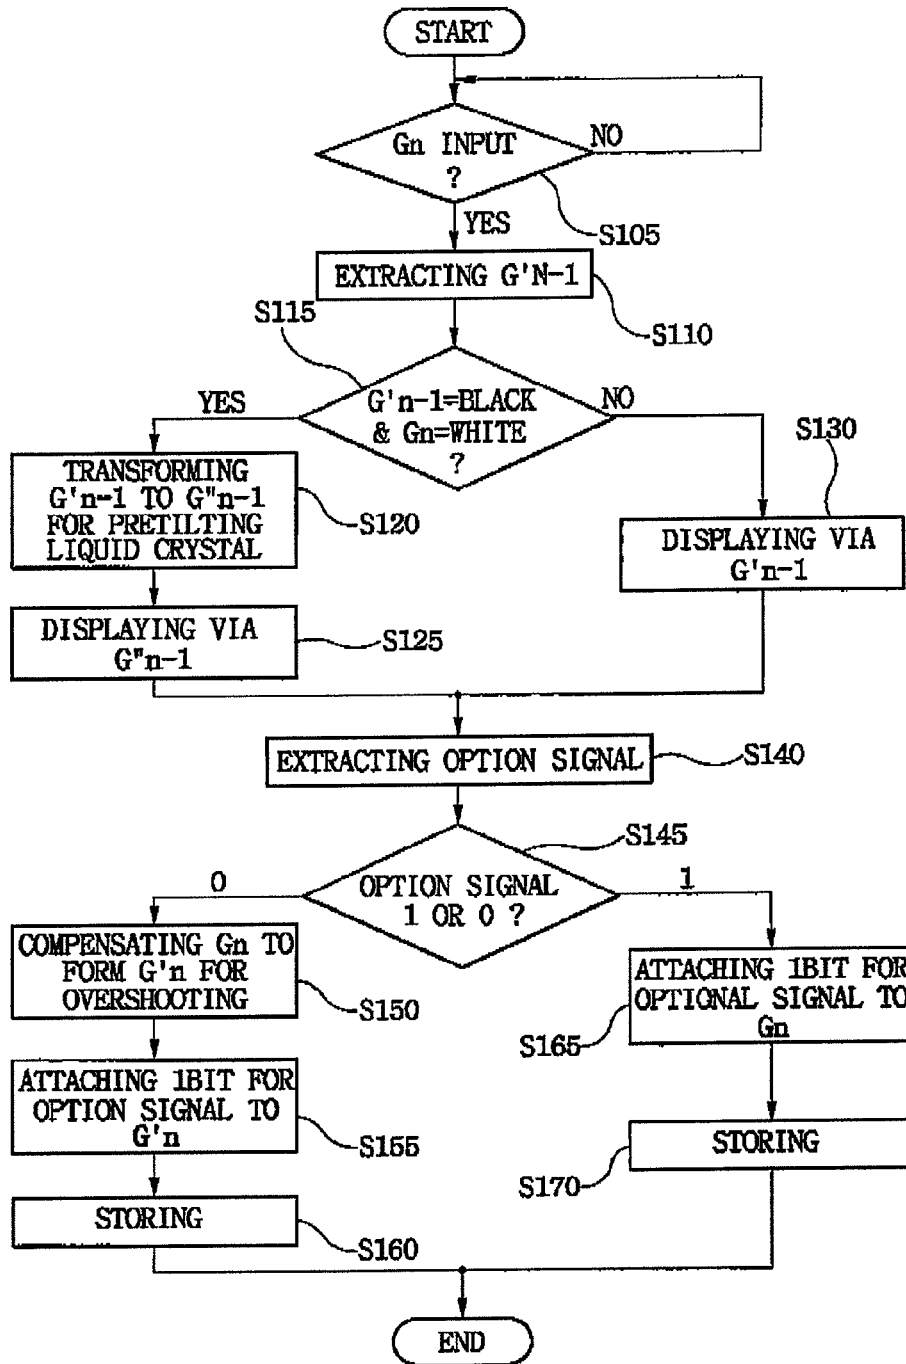 START
Gn INPUT
?
NO
YES
S105
EXTRACTING G'N-1
S110
S115
G'n-1=BLACK
& Gn=WHITE
?
YES
NO
TRANSFORMING
G'n-1 TO G"n-1
FOR PRETILTING
LIQUID CRYSTAL
S120
S130
DISPLAYING VIA
G'n-1
DISPLAYING VIA
G"n-1
S125
EXTRACTING OPTION SIGNAL
S140
S145
OPTION SIGNAL
1 OR 0 ?
0
1
COMPENSATING Gn TO
FORM G'n FOR
OVERSHOOTING
S150
ATTACHING 1BIT FOR
OPTIONAL SIGNAL TO
Gn
S165
ATTACHING 1BIT FOR
OPTION SIGNAL TO
G'n
S155
STORING
S170
STORING
S160
END